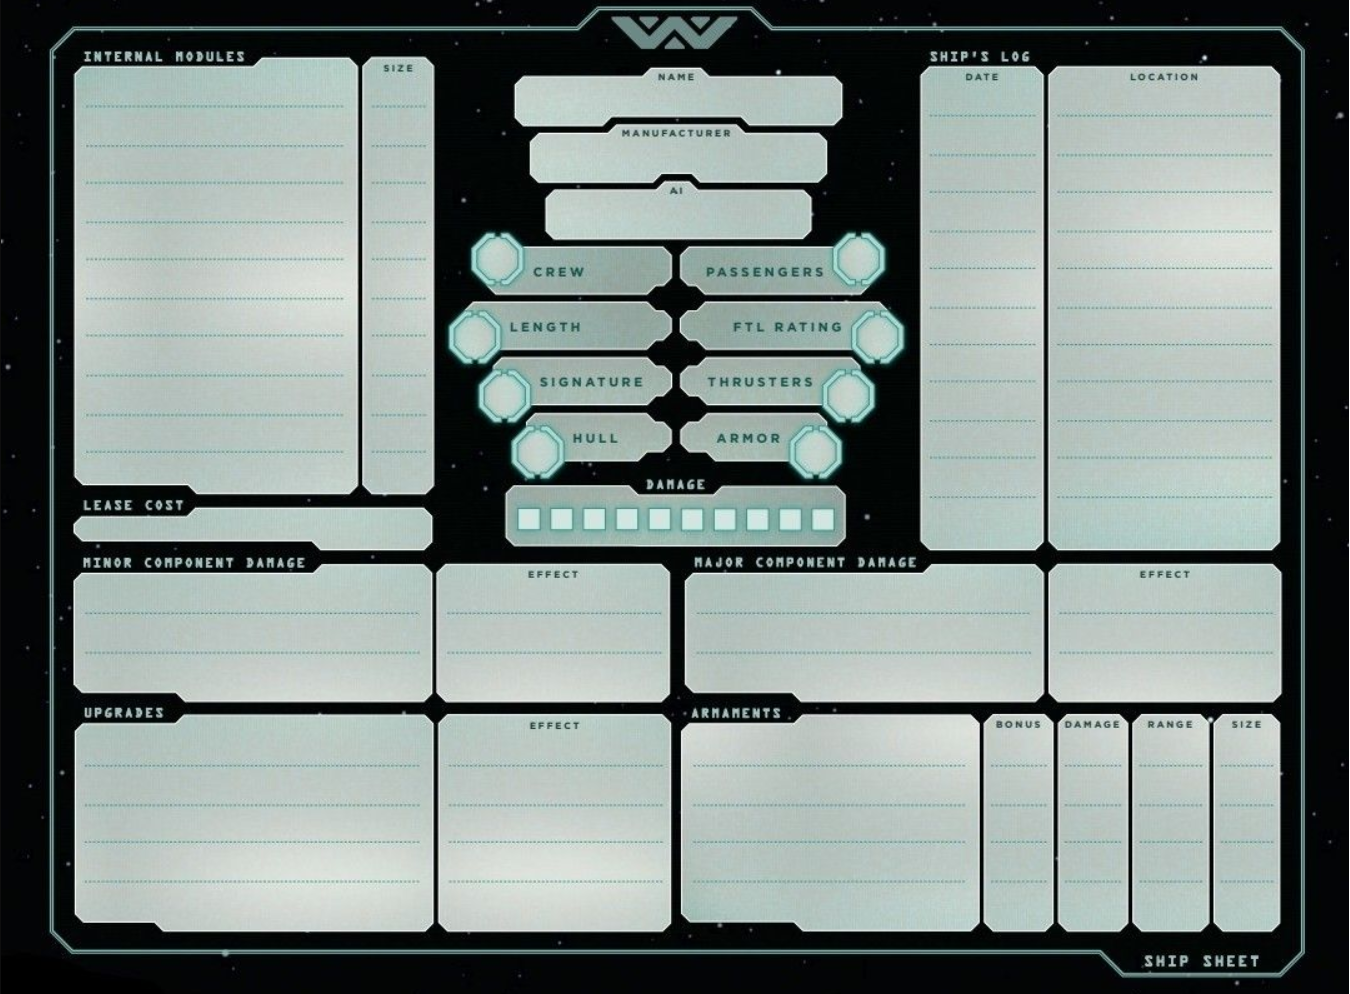 INTERNAL MODULES
SIZE
NAME
MANUFACTURER
AI
CREW
PASSENGERS
LENGTH
FTL RATING
SIGNATURE
THRUSTERS
HULL
ARMOR
DAMAGE
SHIP'S LOG
DATE
LOCATION
LEASE COST
MINOR COMPONENT DAMAGE
EFFECT
MAJOR COMPONENT DAMAGE
EFFECT
UPGRADES
EFFECT
ARMAMENTS
BONUS
DAMAGE
RANGE
SIZE
SHIP SHEET